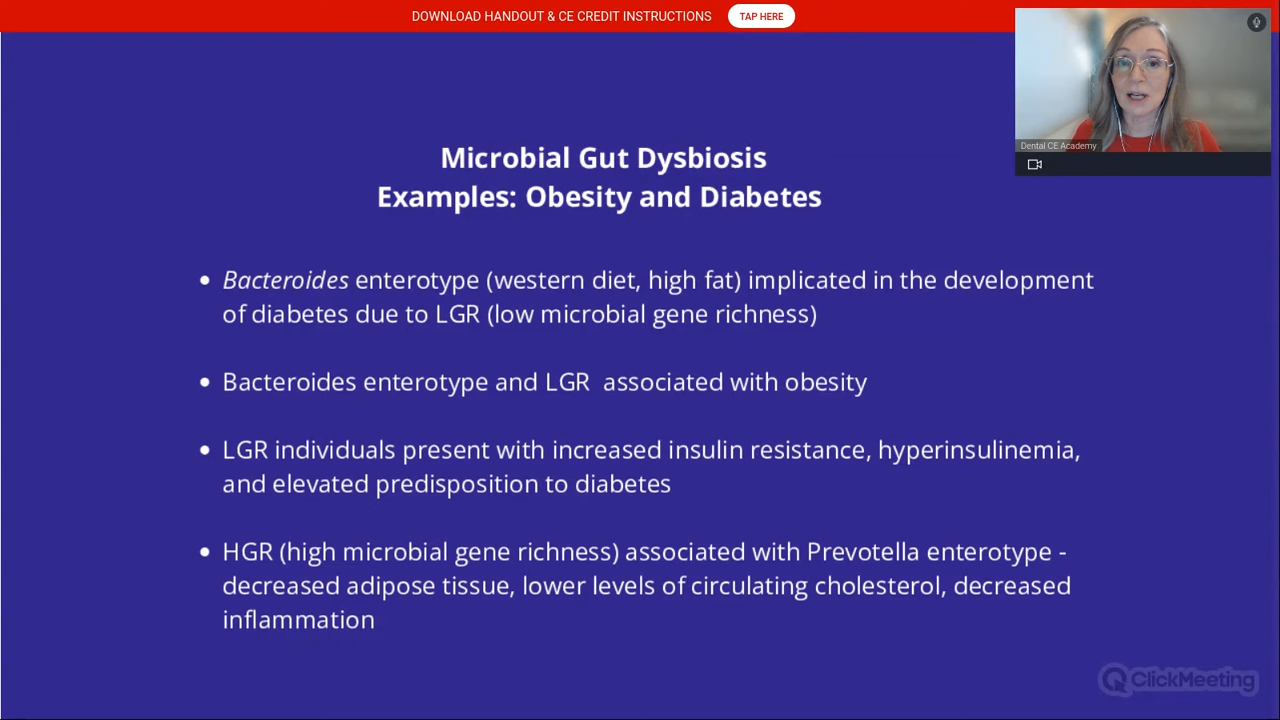 DOWNLOAD HANDOUT & CE CREDIT INSTRUCTIONS TAP HERE
Dental CE Academy
Microbial Gut Dysbiosis
Examples: Obesity and Diabetes
• Bacteroides enterotype (western diet, high fat) implicated in the development
of diabetes due to LGR (low microbial gene richness)
• Bacteroides enterotype and LGR associated with obesity
• LGR individuals present with increased insulin resistance, hyperinsulinemia,
and elevated predisposition to diabetes
• HGR (high microbial gene richness) associated with Prevotella enterotype -
decreased adipose tissue, lower levels of circulating cholesterol, decreased
inflammation
ClickMeeting